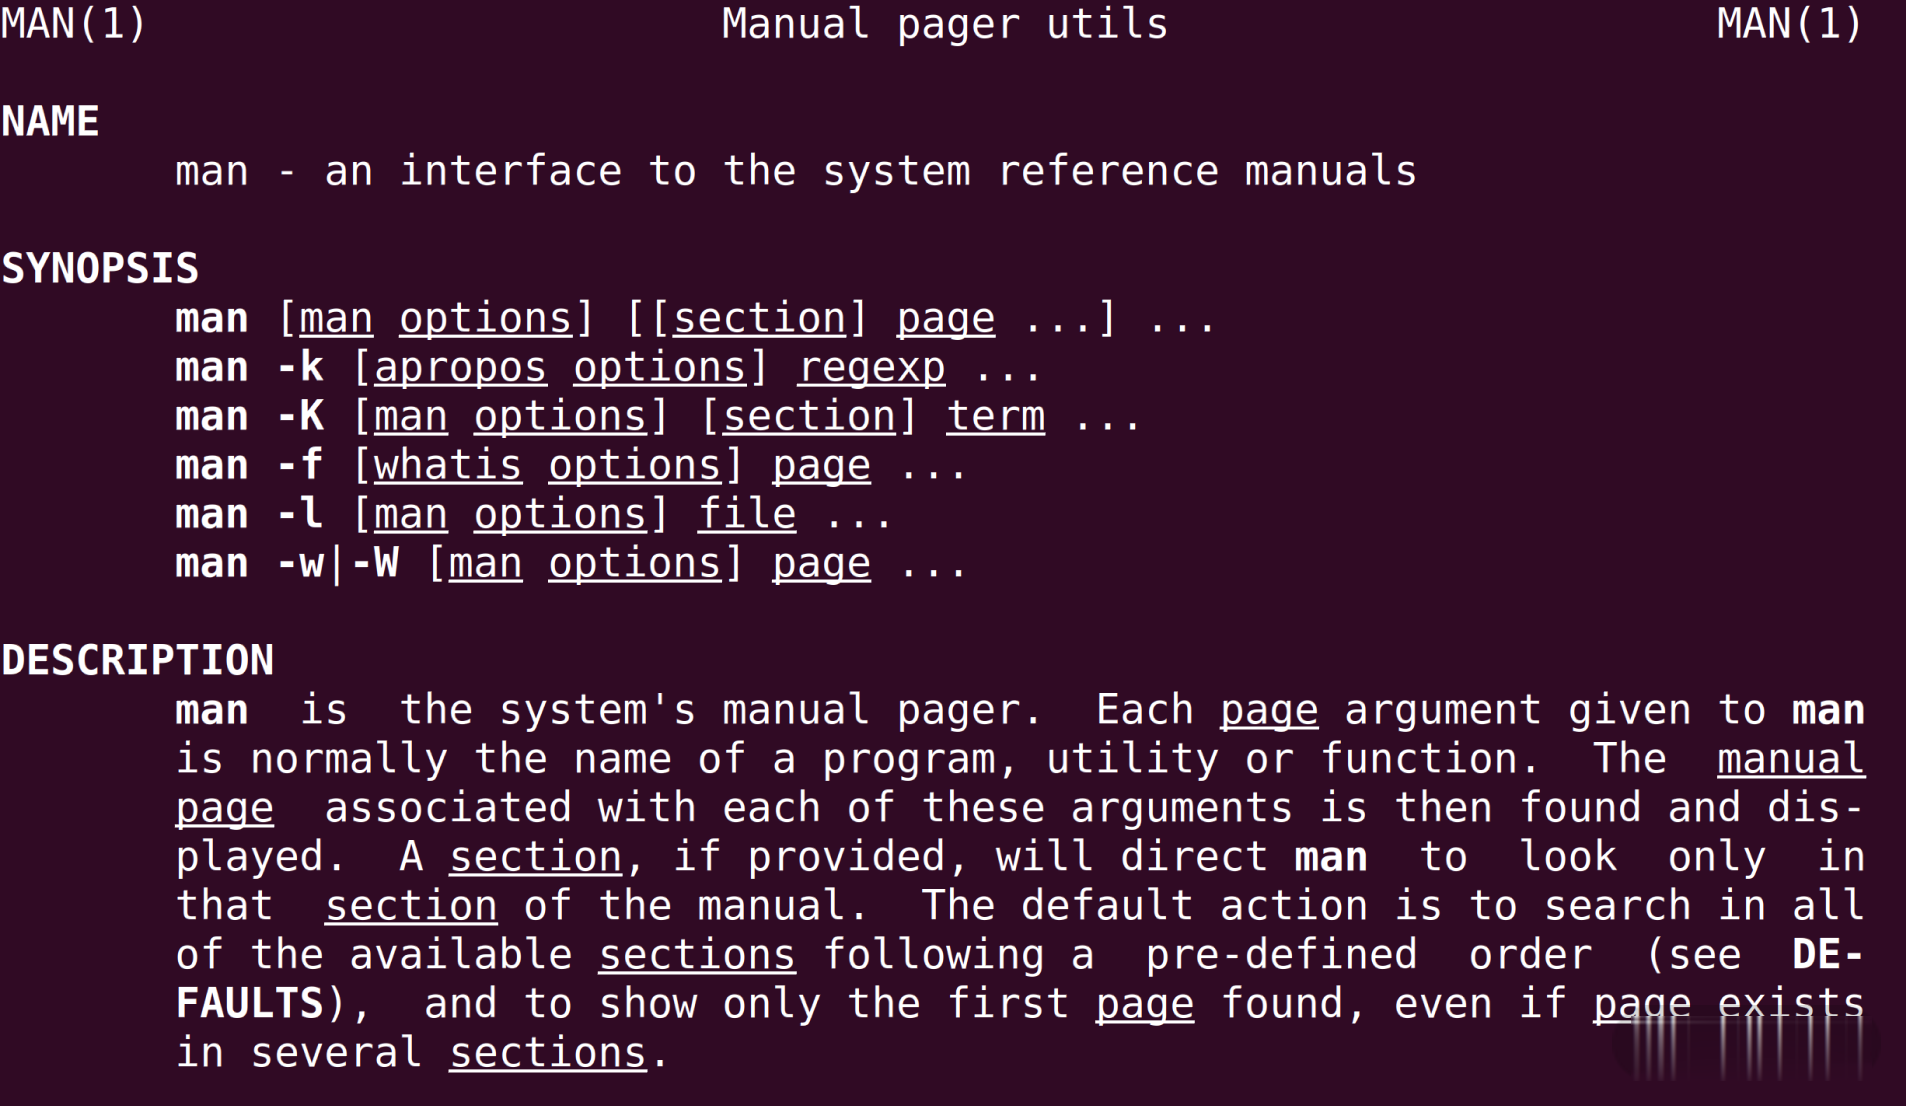 MAN(1) Manual pager utils MAN(1)
NAME
man - an interface to the system reference manuals
SYNOPSIS
man [man options] [[section] page ...] ...
man -k [apropos options] regexp ...
man -K [man options] [section] term ...
man -f [whatis options] page ...
man -l [man options] file ...
man -w|-W [man options] page ...
DESCRIPTION
man is the system's manual pager. Each page argument given to man
is normally the name of a program, utility or function. The manual
page associated with each of these arguments is then found and dis-
played. A section, if provided, will direct man to look only in
that section of the manual. The default action is to search in all
of the available sections following a pre-defined order (see DE-
FAULTS), and to show only the first page found, even if page exists
in several sections.